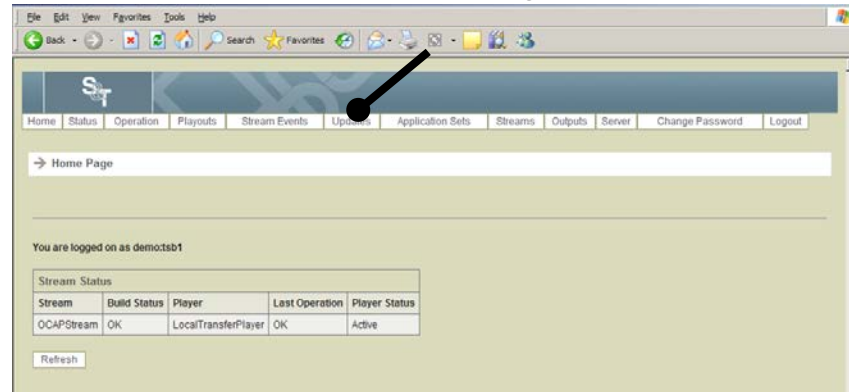 File Edit View Favorites Tools Help
Back Search Favorites
S&T
Home Status Operation Playouts Stream Events Updates Application Sets Streams Outputs Server Change Password Logout
Home Page
You are logged on as demo:tsb1
Stream Status
Stream Build Status Player Last Operation Player Status
OCAPStream OK LocalTransferPlayer OK Active
Refresh